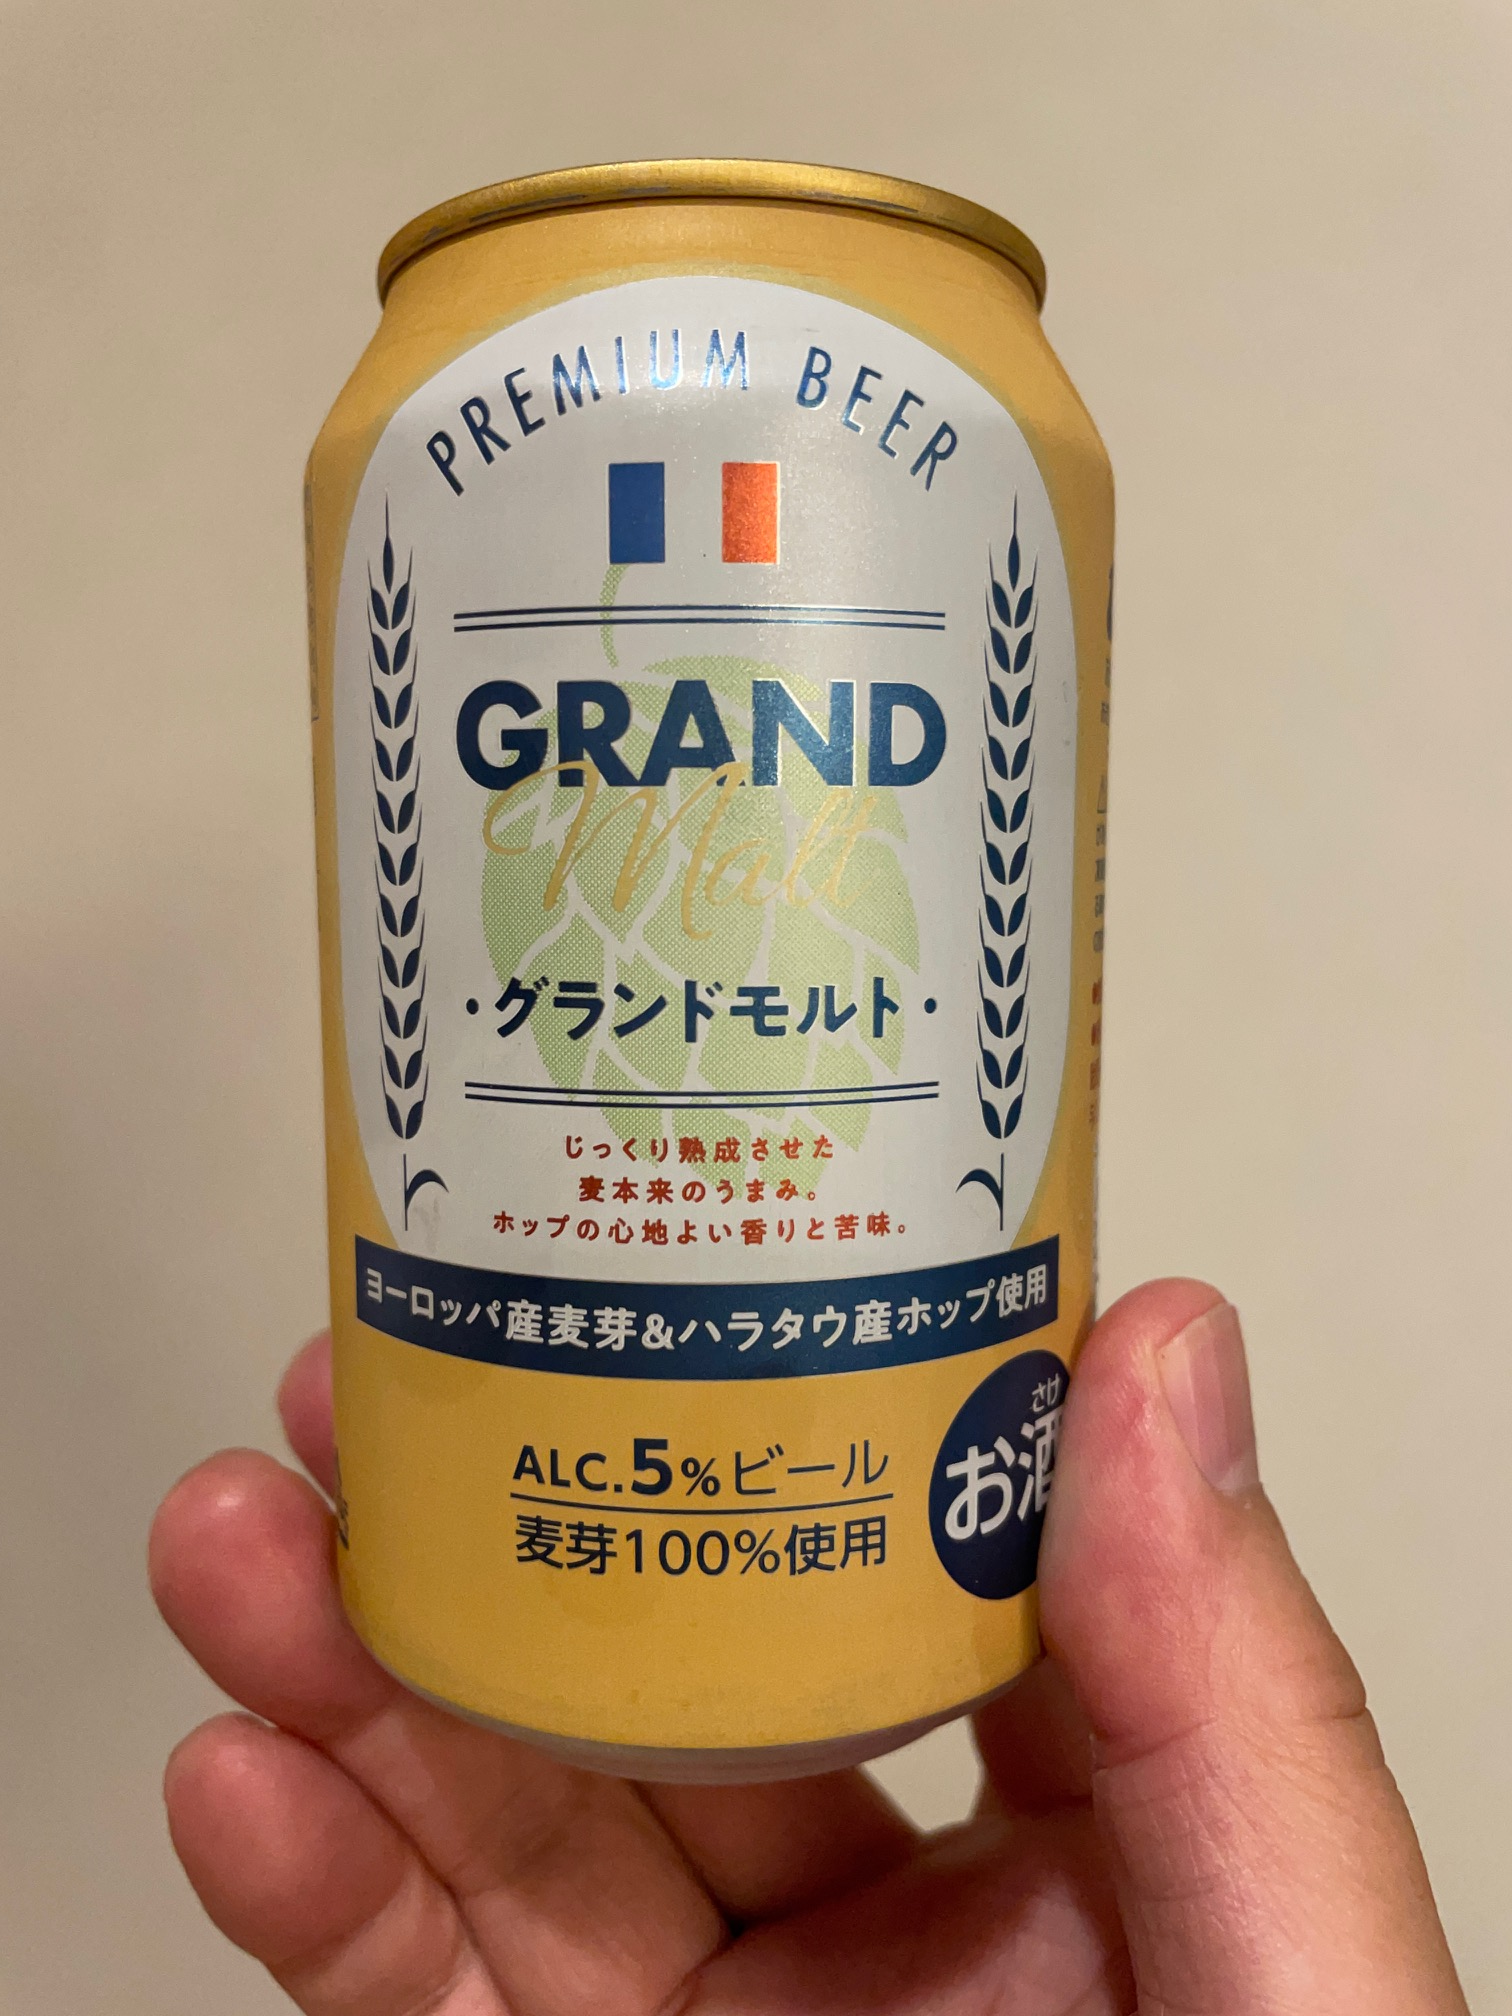 PREMIUM BEER
GRAND
Malt
・グランドモルト・
じっくり熟成させた
麦本来のうまみ。
ホップの心地よい香りと苦味。
ヨーロッパ産麦芽&ハラタウ産ホップ使用
さけ
お酒
ALC.5%ビール
麦芽100%使用